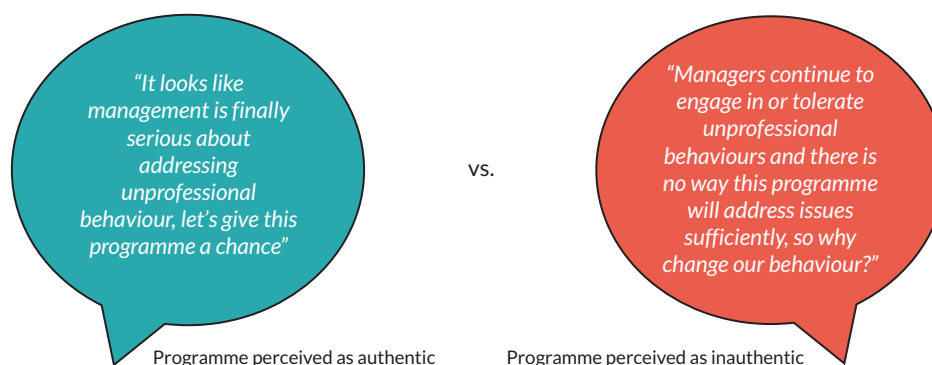 “It looks like
management is finally
serious about
addressing
unprofessional
behaviour, let’s give this
programme a chance”
vs.
“Managers continue to
engage in or tolerate
unprofessional
behaviours and there is
no way this programme
will address issues
sufficiently, so why
change our behaviour?”
Programme perceived as authentic
Programme perceived as inauthentic